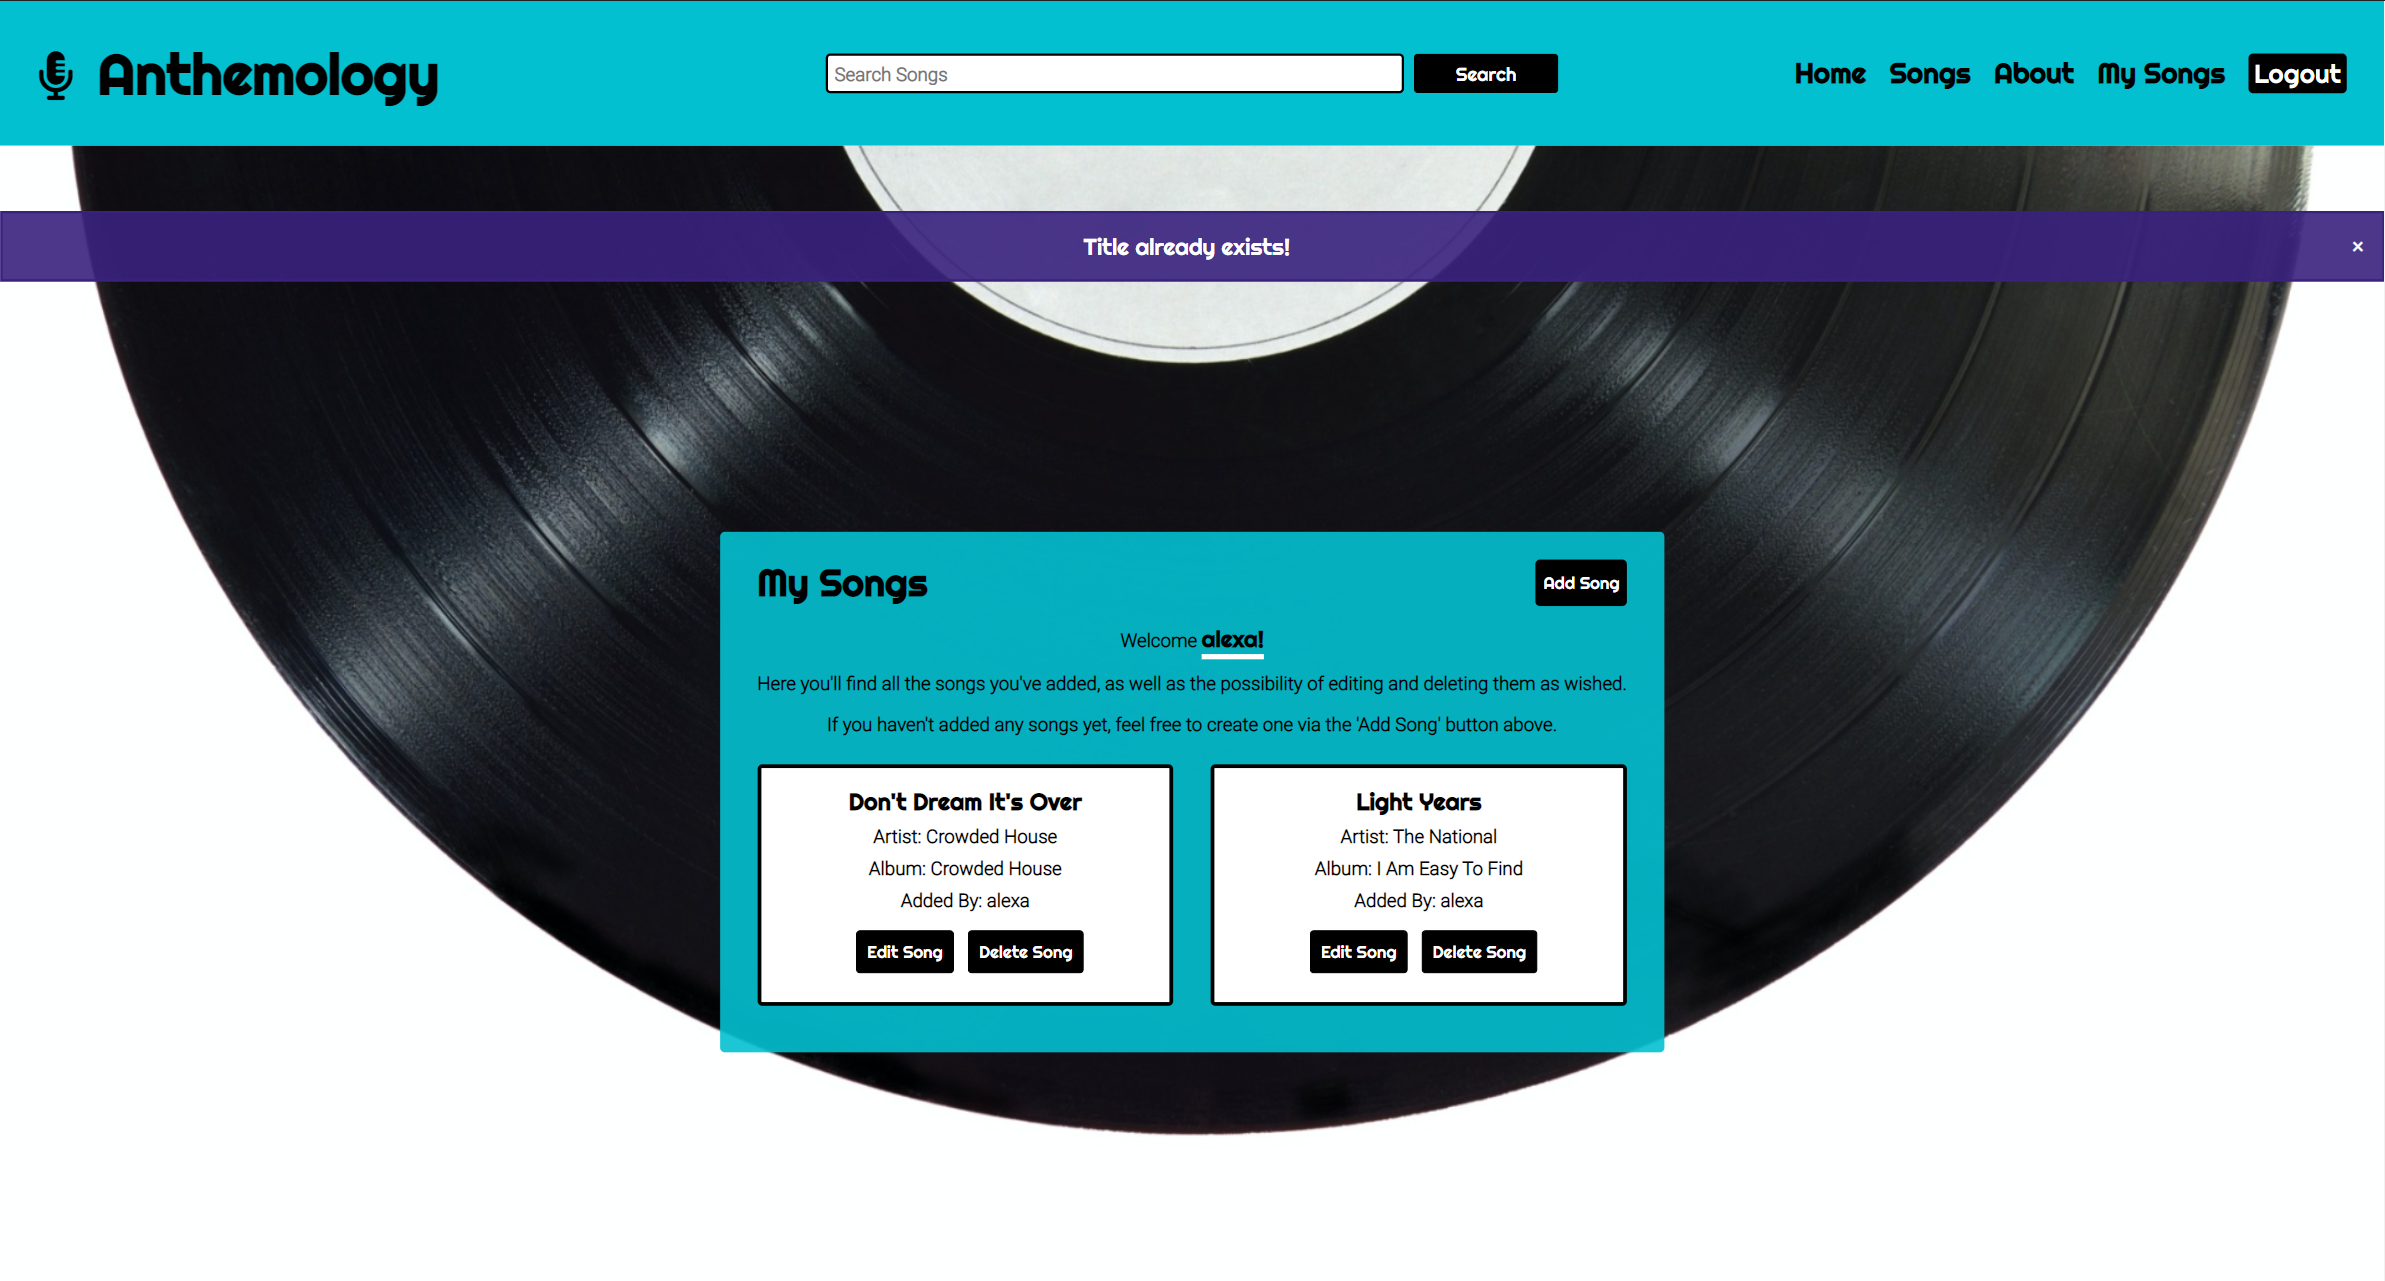 Anthemology
Search Songs
Search
Home Songs About My Songs Logout
Title already exists!
×
My Songs
Add Song
Welcome alexa!
Here you'll find all the songs you've added, as well as the possibility of editing and deleting them as wished.
If you haven't added any songs yet, feel free to create one via the 'Add Song' button above.
Don't Dream It's Over
Artist: Crowded House
Album: Crowded House
Added By: alexa
Edit Song Delete Song
Light Years
Artist: The National
Album: I Am Easy To Find
Added By: alexa
Edit Song Delete Song